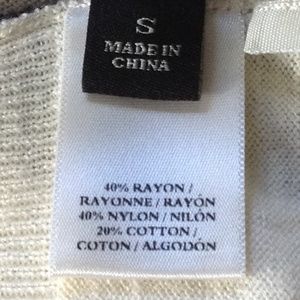 S
MADE IN
CHINA
40% RAYON /
RAYONNE / RAYÓN
40% NYLON / NILÓN
20% COTTON /
COTON / ALGODÓN